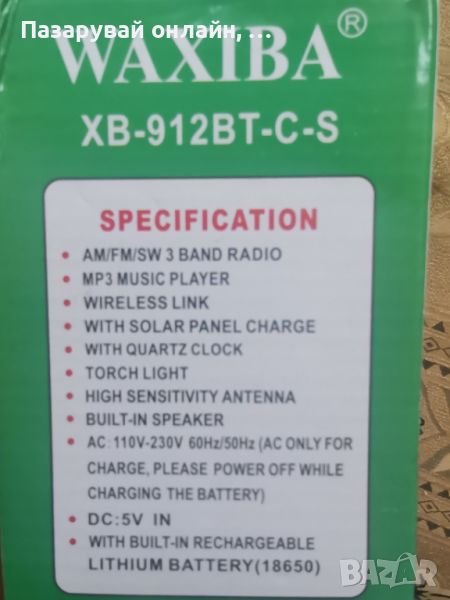 Пазарувай онлайн, ...
WAXIBA®
XB-912BT-C-S
SPECIFICATION
• AM/FM/SW 3 BAND RADIO
• MP3 MUSIC PLAYER
• WIRELESS LINK
• WITH SOLAR PANEL CHARGE
• WITH QUARTZ CLOCK
• TORCH LIGHT
• HIGH SENSITIVITY ANTENNA
• BUILT-IN SPEAKER
• AC:110V-230V 60Hz/50Hz (AC ONLY FOR
CHARGE, PLEASE POWER OFF WHILE
CHARGING THE BATTERY)
• DC:5V IN
• WITH BUILT-IN RECHARGEABLE
LITHIUM BATTERY(18650)
BAZAR